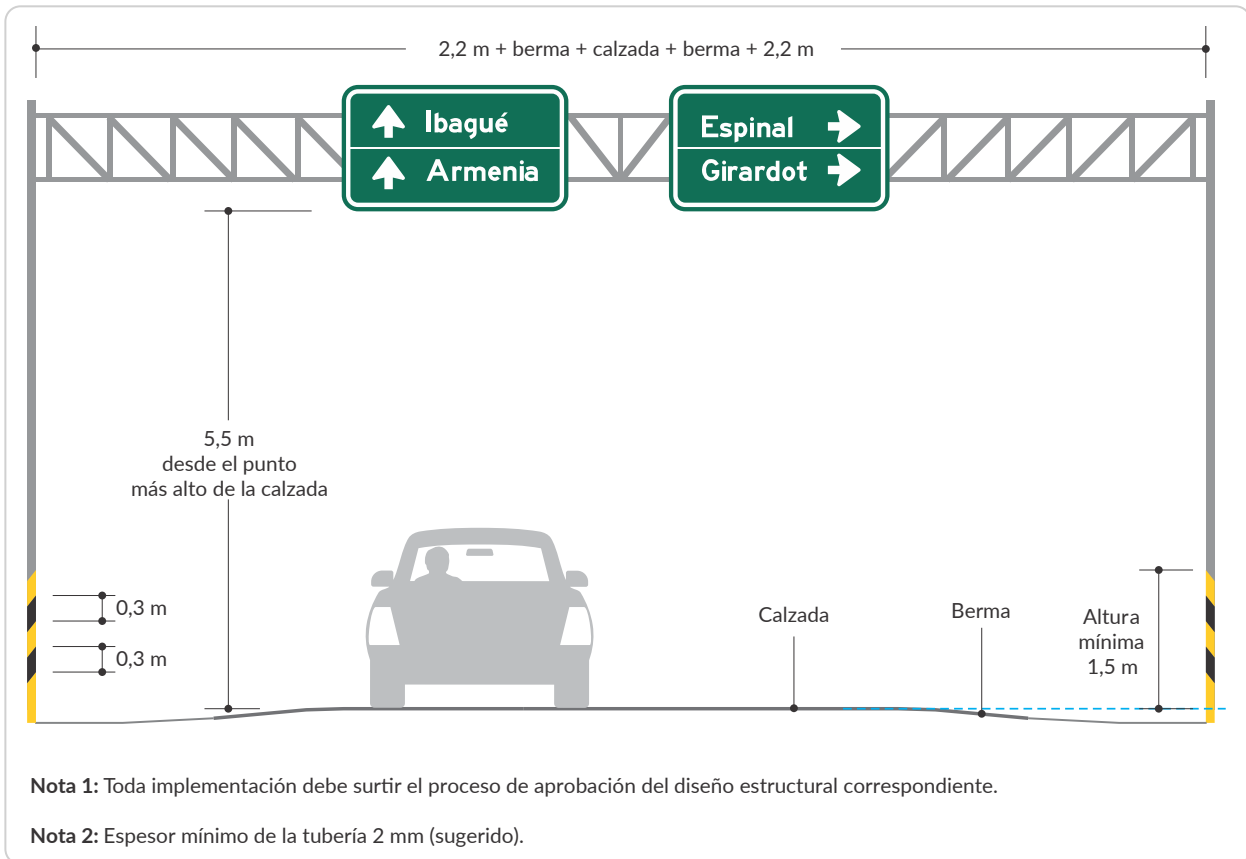 2,2 m + berma + calzada + berma + 2,2 m
Ibagué
Armenia
Espinal
Girardot
5,5 m
desde el punto
más alto de la calzada
0,3 m
0,3 m
Calzada
Berma
Altura
mínima
1,5 m
Nota 1: Toda implementación debe surtir el proceso de aprobación del diseño estructural correspondiente.
Nota 2: Espesor mínimo de la tubería 2 mm (sugerido).